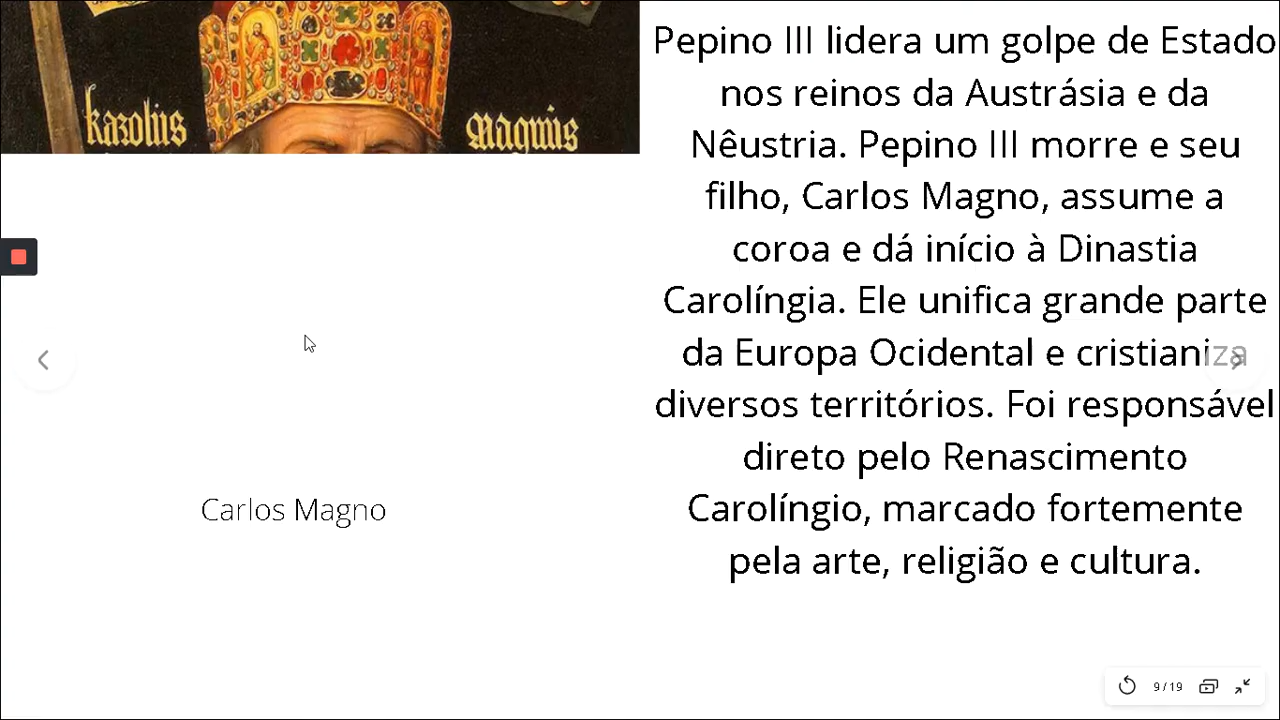 karolus
magnus
Pepino III lidera um golpe de Estado
nos reinos da Austrásia e da
Nêustria. Pepino III morre e seu
filho, Carlos Magno, assume a
coroa e dá início à Dinastia
Carolíngia. Ele unifica grande parte
da Europa Ocidental e cristianiza
diversos territórios. Foi responsável
direto pelo Renascimento
Carolíngio, marcado fortemente
pela arte, religião e cultura.
Carlos Magno
9/19